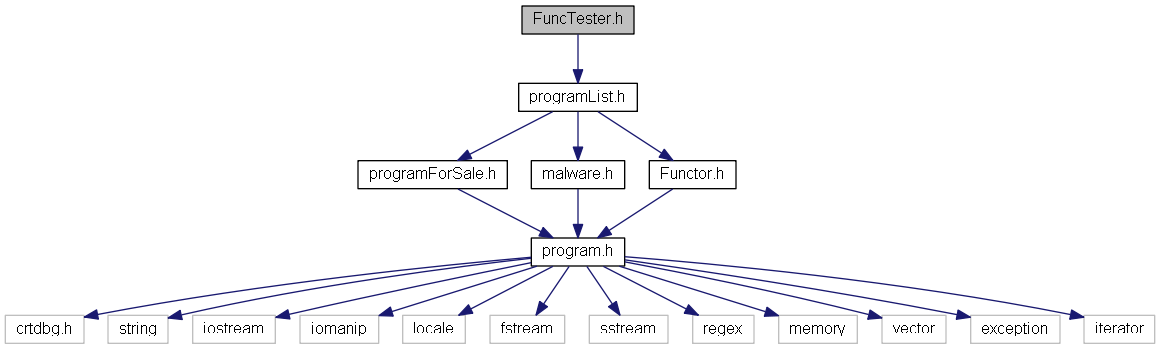 FuncTester.h
programList.h
programForSale.h
malware.h
Functor.h
program.h
crtdbg.h
string
iostream
iomanip
locale
fstream
sstream
regex
memory
vector
exception
iterator